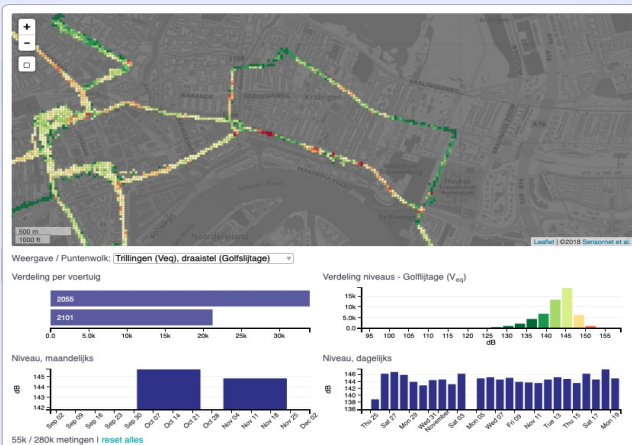 +
−
Kralingen
A16
Noordereiland
500 m
1000 ft
Leaflet | ©2018 Sensornet et al.
Weergave / Puntenwolk: Trillingen (Veq), draaistel (Golfslijtage)
Verdeling per voertuig
2055
2101
0.0 5.0k 10k 15k 20k 25k 30k
Verdeling niveaus - Golflijtage (Veq)
15k
10k
5.0k
0.0
95 100 105 110 115 120 125 130 135 140 145 150 155
dB
Niveau, maandelijks
dB
145
144
143
142
Sep 02 Sep 09 Sep 16 Sep 23 Sep 30 Oct 07 Oct 14 Oct 21 Oct 28 Nov 04 Nov 11 Nov 18 Nov 25 Dec 02
Niveau, dagelijks
dB
146
144
142
140
138
136
Thu 25 Sat 27 Mon 29 Wed 31 November Sat 03 Mon 05 Wed 07 Fri 09 Nov 11 Tue 13 Thu 15 Sat 17 Mon 19
55k / 280k metingen | reset alles